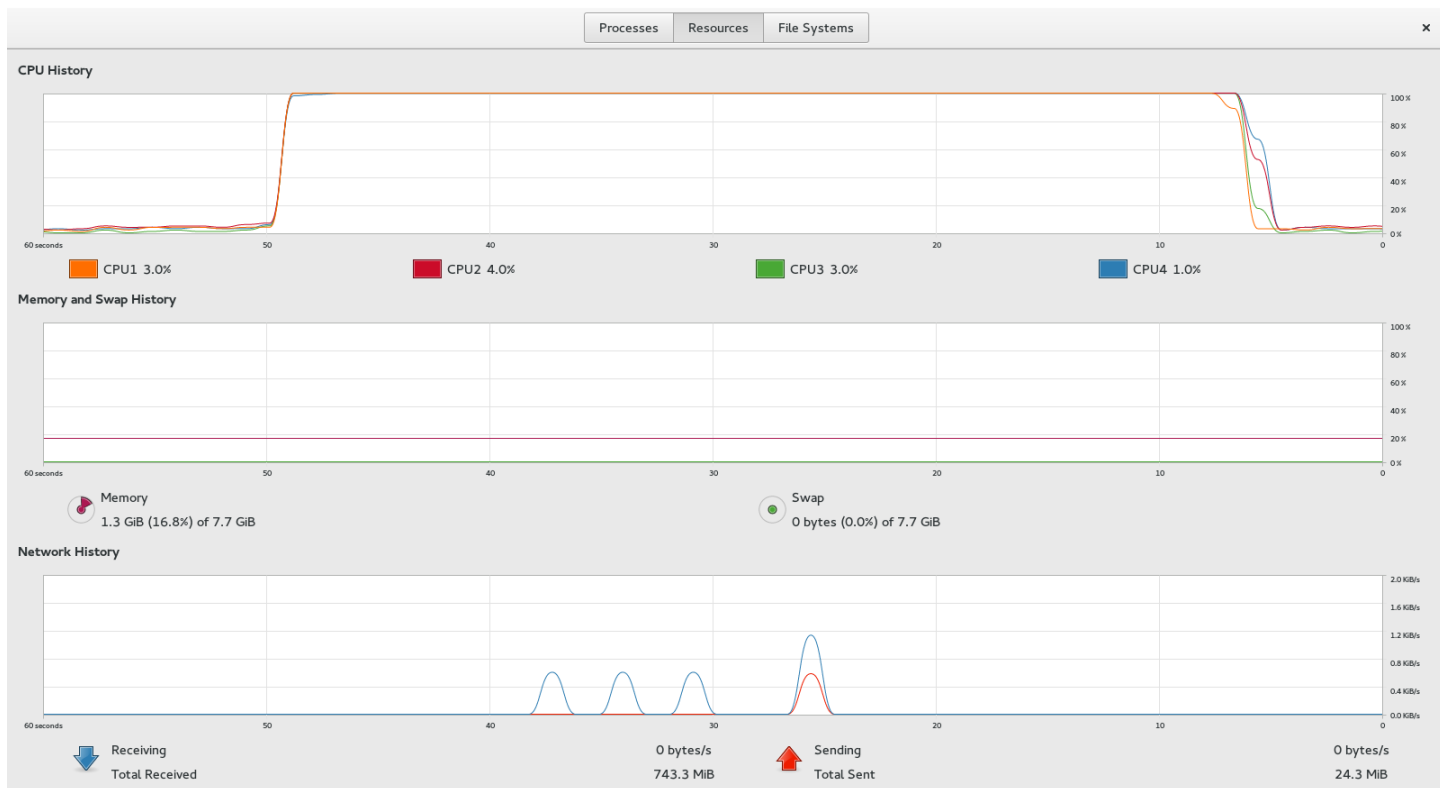 Processes Resources File Systems ×
CPU History
100 %
80 %
60 %
40 %
20 %
0 %
60 seconds 50 40 30 20 10 0
CPU1 3.0% CPU2 4.0% CPU3 3.0% CPU4 1.0%
Memory and Swap History
100 %
80 %
60 %
40 %
20 %
0 %
60 seconds 50 40 30 20 10 0
Memory Swap
1.3 GiB (16.8%) of 7.7 GiB 0 bytes (0.0%) of 7.7 GiB
Network History
2.0 KiB/s
1.6 KiB/s
1.2 KiB/s
0.8 KiB/s
0.4 KiB/s
0.0 KiB/s
60 seconds 50 40 30 20 10 0
Receiving 0 bytes/s Sending 0 bytes/s
Total Received 743.3 MiB Total Sent 24.3 MiB